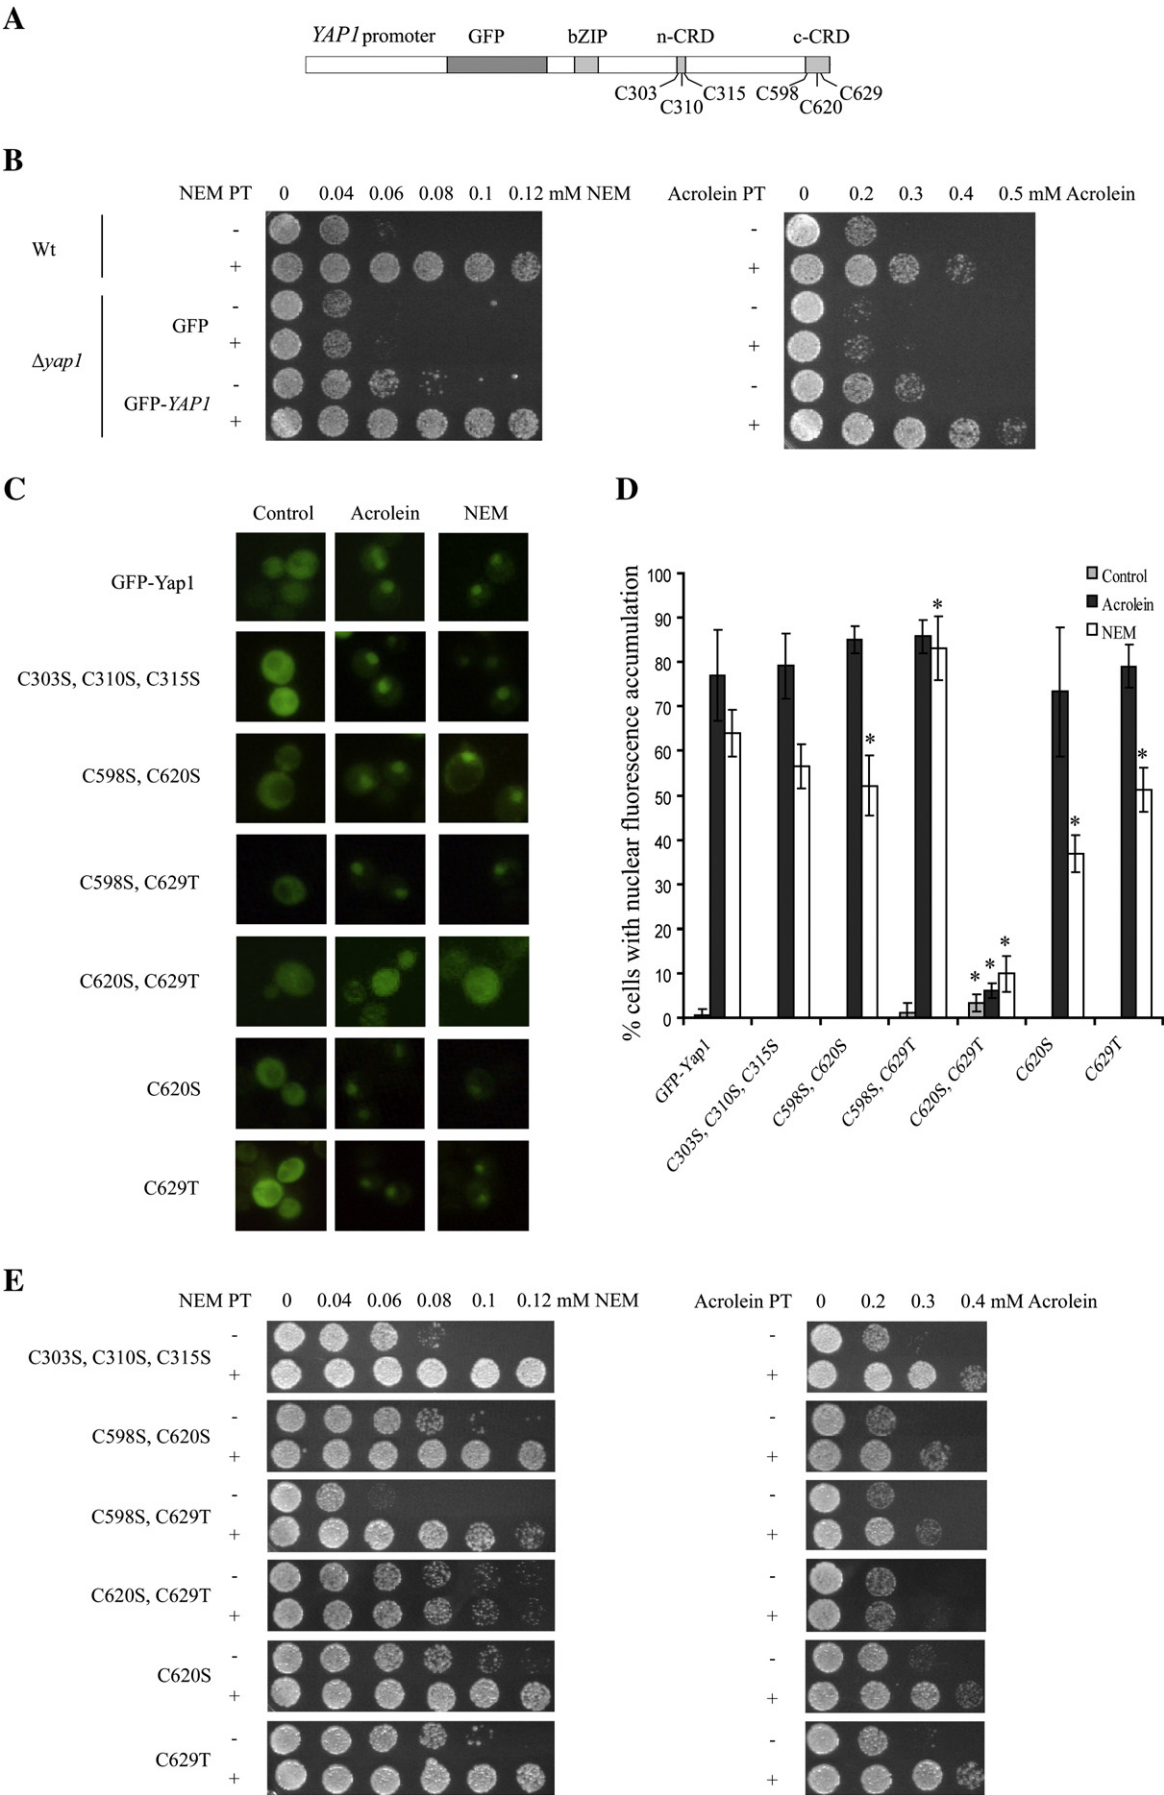 A
YAP1 promoter GFP bZIP n-CRD c-CRD
C303 C315 C598 C629
C310 C620
B
NEM PT 0 0.04 0.06 0.08 0.1 0.12 mM NEM
Acrolein PT 0 0.2 0.3 0.4 0.5 mM Acrolein
Wt
-
+
Δyap1
GFP
-
+
GFP-YAP1
-
+
-
+
-
+
-
+
C
Control Acrolein NEM
GFP-Yap1
C303S, C310S, C315S
C598S, C620S
C598S, C629T
C620S, C629T
C620S
C629T
D
% cells with nuclear fluorescence accumulation
100
90
80
70
60
50
40
30
20
10
0
Control
Acrolein
NEM
*
*
* * *
*
*
GFP-Yap1
C303S, C310S, C315S
C598S, C620S
C598S, C629T
C620S, C629T
C620S
C629T
E
NEM PT 0 0.04 0.06 0.08 0.1 0.12 mM NEM
Acrolein PT 0 0.2 0.3 0.4 mM Acrolein
C303S, C310S, C315S
-
+
-
+
C598S, C620S
-
+
-
+
C598S, C629T
-
+
-
+
C620S, C629T
-
+
-
+
C620S
-
+
-
+
C629T
-
+
-
+